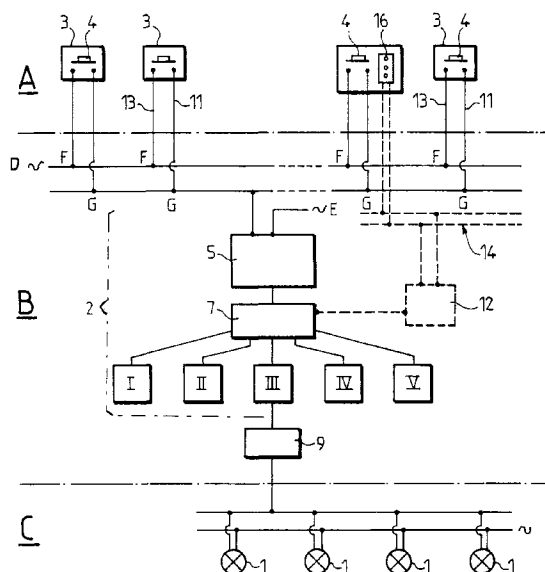 3 4 3 4 16 3 4
A
13 11 13 11
D ~ F F F F
G G G G
~E
14
5
B 2 7 12
I II III IV V
9
C ~
1 1 1 1